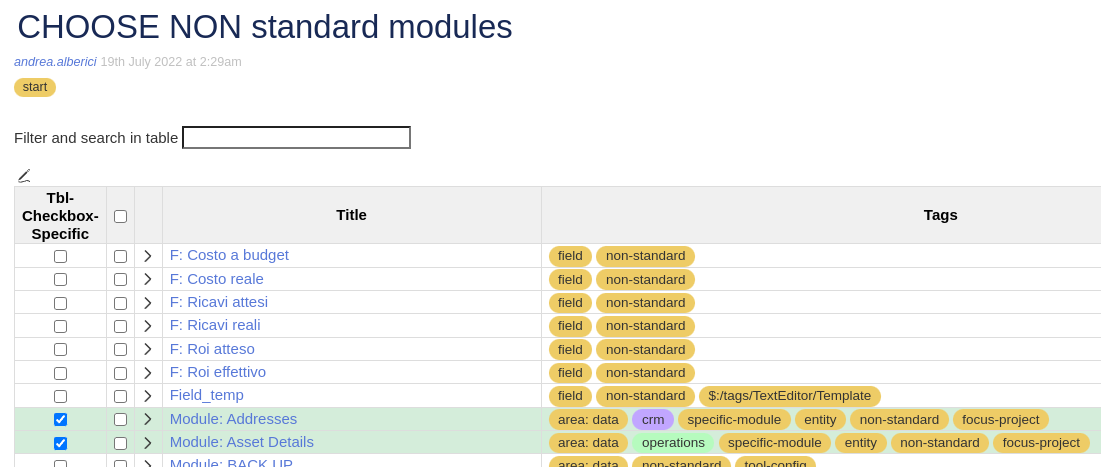 CHOOSE NON standard modules
andrea.alberici 19th July 2022 at 2:29am
start
Filter and search in table
Tbl-Checkbox-Specific Title Tags
F: Costo a budget field non-standard
F: Costo reale field non-standard
F: Ricavi attesi field non-standard
F: Ricavi reali field non-standard
F: Roi atteso field non-standard
F: Roi effettivo field non-standard
Field_temp field non-standard $:/tags/TextEditor/Template
Module: Addresses area: data crm specific-module entity non-standard focus-project
Module: Asset Details area: data operations specific-module entity non-standard focus-project
Module: BACK UP area: data non-standard tool-config